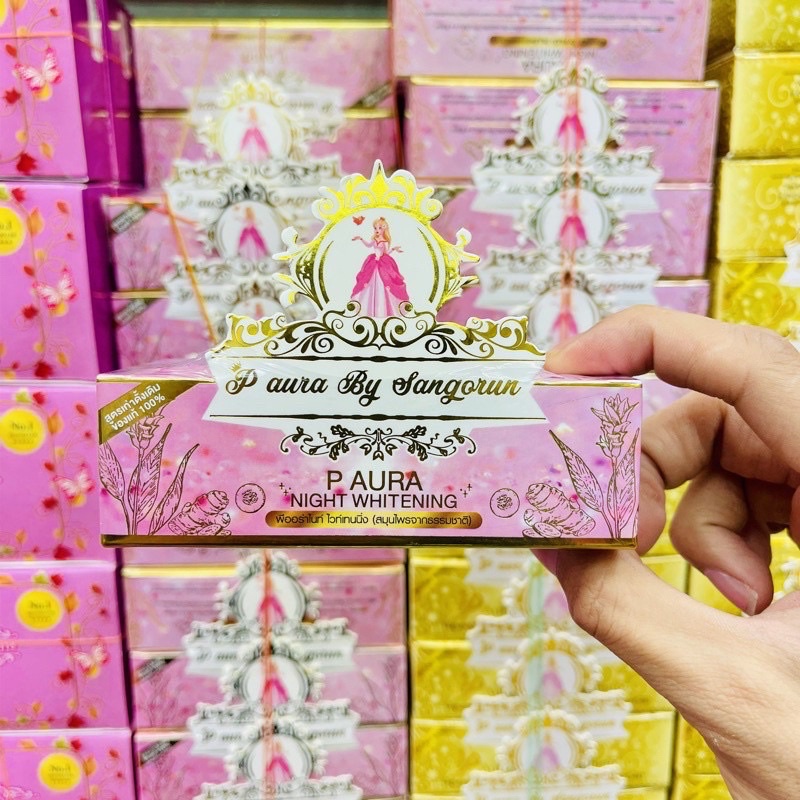 P aura By Sangorun
สูตรเก่าดั้งเดิม
ของแท้ 100%
P AURA
NIGHT WHITENING
พีออร่าไนท์ ไวท์เทนนิ่ง (สมุนไพรจากธรรมชาติ)